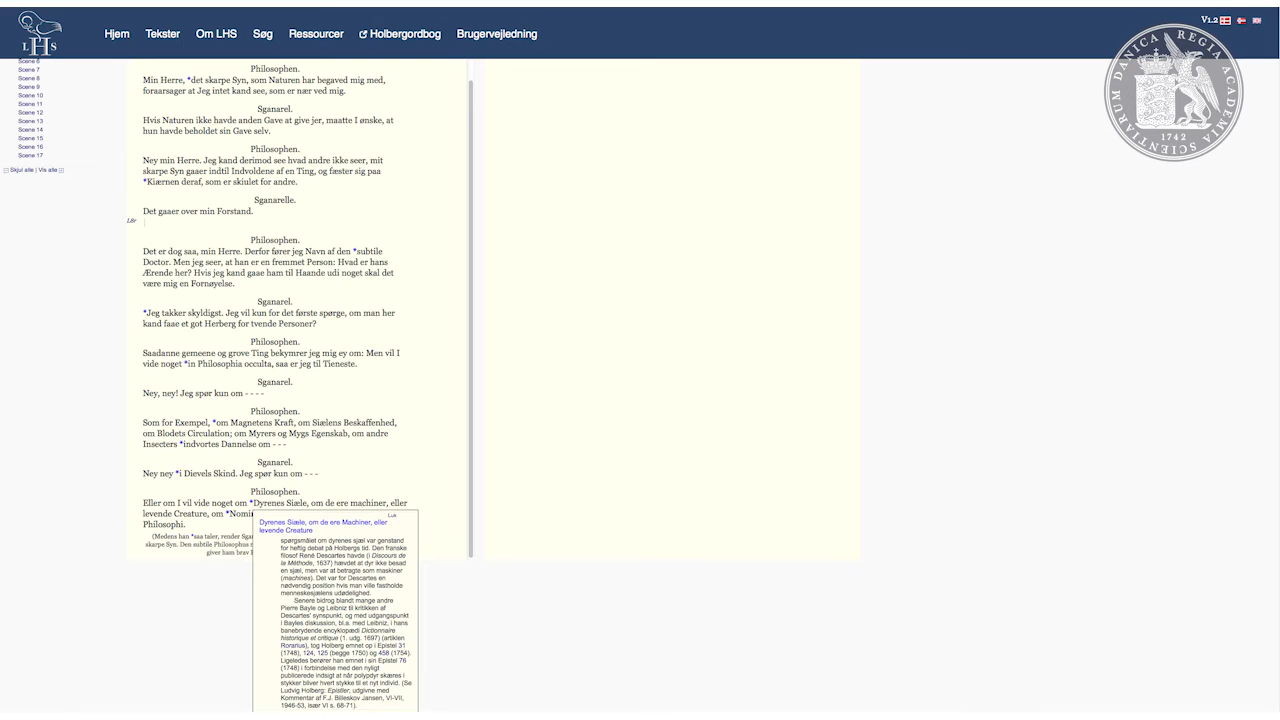 LHS
Hjem Tekster Om LHS Søg Ressourcer Holbergordbog Brugervejledning
V1.2
REGIA ACADEMIA SCIENTIARUM DANICA
1742
Scene 6
Scene 7
Scene 8
Scene 9
Scene 10
Scene 11
Scene 12
Scene 13
Scene 14
Scene 15
Scene 16
Scene 17
Skjul alle | Vis alle
Philosophen.
Min Herre, *det skarpe Syn, som Naturen har begaved mig med,
foraarsager at Jeg intet kand see, som er nær ved mig.
Sganarel.
Hvis Naturen ikke havde anden Gave at give jer, maatte I ønske, at
hun havde beholdet sin Gave selv.
Philosophen.
Ney min Herre. Jeg kand derimod see hvad andre ikke seer, mit
skarpe Syn gaaer indtil Indvoldene af en Ting, og fæster sig paa
*Kiærnen deraf, som er skiulet for andre.
Sganarelle.
Det gaaer over min Forstand.
L8r
Philosophen.
Det er dog saa, min Herre. Derfor fører jeg Navn af den *subtile
Doctor. Men jeg seer, at han er en fremmet Person: Hvad er hans
Ærende her? Hvis jeg kand gaae ham til Haande udi noget skal det
være mig en Fornøyelse.
Sganarel.
*Jeg takker skyldigst. Jeg vil kun for det første spørge, om man her
kand faae et got Herberg for tvende Personer?
Philosophen.
Saadanne gemeene og grove Ting bekymrer jeg mig ey om: Men vil I
vide noget *in Philosophia occulta, saa er jeg til Tieneste.
Sganarel.
Ney, ney! Jeg spør kun om - - - -
Philosophen.
Som for Exempel, *om Magnetens Kraft, om Siælens Beskaffenhed,
om Blodets Circulation; om Myrers og Mygs Egenskab, om andre
Insecters *indvortes Dannelse om - - -
Sganarel.
Ney ney *i Dievels Skind. Jeg spør kun om - - -
Philosophen.
Eller om I vil vide noget om *Dyrenes Siæle, om de ere machiner, eller
levende Creature, om *Nomi
Philosophi.
(Medens han *saa taler, render Sga
skarpe Syn. Den subtile Philosophus
giver ham brav
Luk
Dyrenes Siæle, om de ere Machiner, eller
levende Creature
spørgsmålet om dyrenes sjæl var genstand
for heftig debat på Holbergs tid. Den franske
filosof René Descartes havde (i Discours de
la Méthode, 1637) hævdet at dyr ikke besad
en sjæl, men var at betragte som maskiner
(machines). Det var for Descartes en
nødvendig position hvis man ville fastholde
menneskesjælens udødelighed.
Senere bidrog blandt mange andre
Pierre Bayle og Leibniz til kritikken af
Descartes' synspunkt, og med udgangspunkt
i Bayles diskussion, bl.a. med Leibniz, i hans
banebrydende encyklopædi Dictionnaire
historique et critique (1. udg. 1697) (artiklen
Rorarius), tog Holberg emnet op i Epistel 31
(1748), 124, 125 (begge 1750) og 458 (1754).
Ligeledes berører han emnet i sin Epistel 76
(1748) i forbindelse med den nyligt
publicerede indsigt at når polypdyr skæres i
stykker bliver hvert stykke til et nyt individ. (Se
Ludvig Holberg: Epistler, udgivne med
Kommentar af F.J. Billeskov Jansen, VI-VII,
1946-53, især VI s. 68-71).